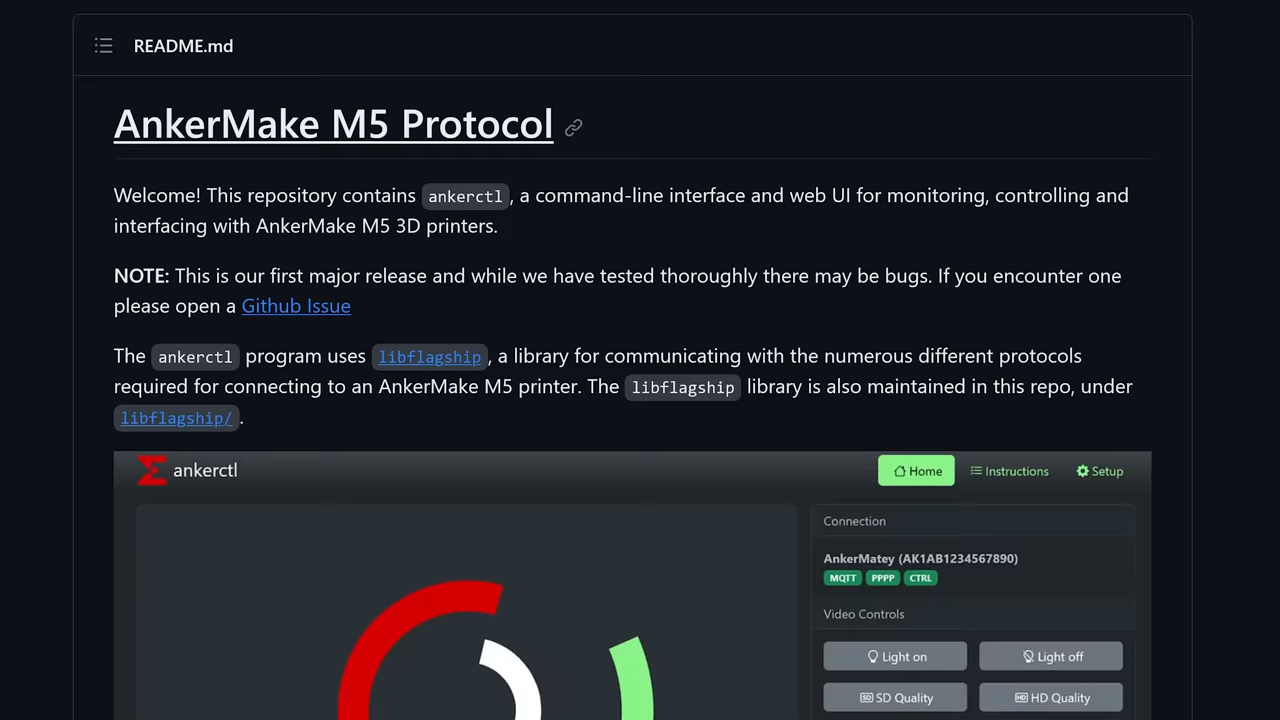 README.md
AnkerMake M5 Protocol
Welcome! This repository contains ankerctl, a command-line interface and web UI for monitoring, controlling and
interfacing with AnkerMake M5 3D printers.
NOTE: This is our first major release and while we have tested thoroughly there may be bugs. If you encounter one
please open a Github Issue
The ankerctl program uses libflagship, a library for communicating with the numerous different protocols
required for connecting to an AnkerMake M5 printer. The libflagship library is also maintained in this repo, under
libflagship/.
ankerctl Home Instructions Setup
Connection
AnkerMatey (AK1AB1234567890)
MQTT PPPP CTRL
Video Controls
Light on Light off
SD SD Quality HD HD Quality